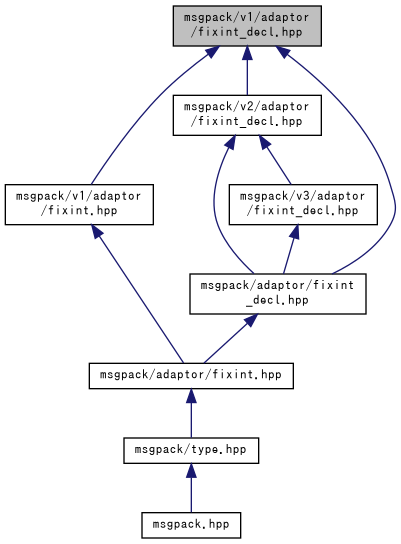 msgpack/v1/adaptor
/fixint_decl.hpp
msgpack/v2/adaptor
/fixint_decl.hpp
msgpack/v1/adaptor
/fixint.hpp
msgpack/v3/adaptor
/fixint_decl.hpp
msgpack/adaptor/fixint
_decl.hpp
msgpack/adaptor/fixint.hpp
msgpack/type.hpp
msgpack.hpp